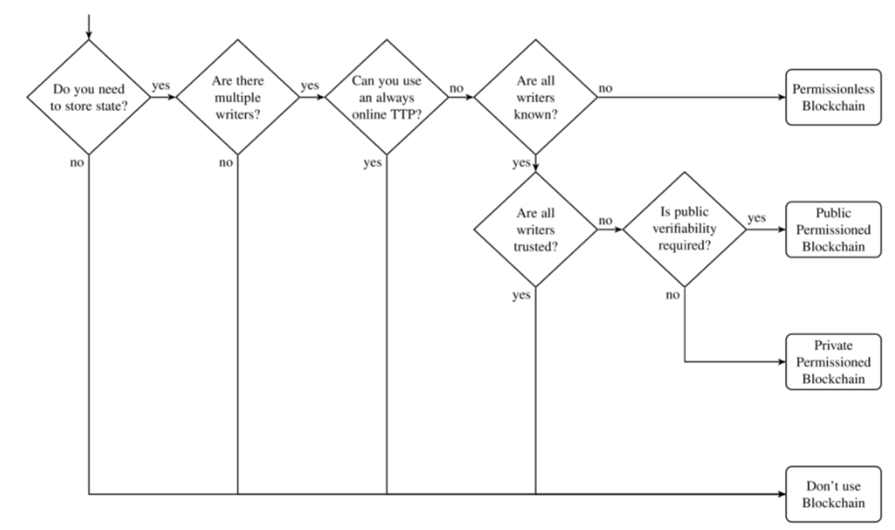 Do you need
to store state?
yes
no
Are there
multiple
writers?
yes
no
Can you use
an always
online TTP?
no
yes
Are all
writers
known?
no
yes
Permissionless
Blockchain
Are all
writers
trusted?
no
yes
Is public
verifiability
required?
yes
no
Public
Permissioned
Blockchain
Private
Permissioned
Blockchain
Don't use
Blockchain